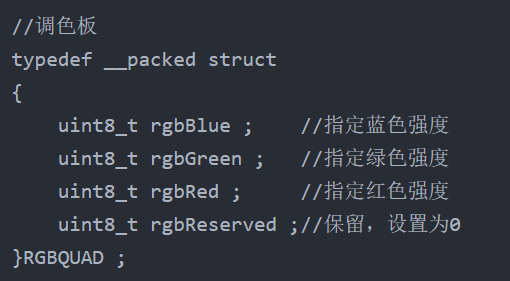 //调色板
typedef __packed struct
{
    uint8_t rgbBlue ;    //指定蓝色强度
    uint8_t rgbGreen ;   //指定绿色强度
    uint8_t rgbRed ;     //指定红色强度
    uint8_t rgbReserved ;//保留，设置为0
}RGBQUAD ;